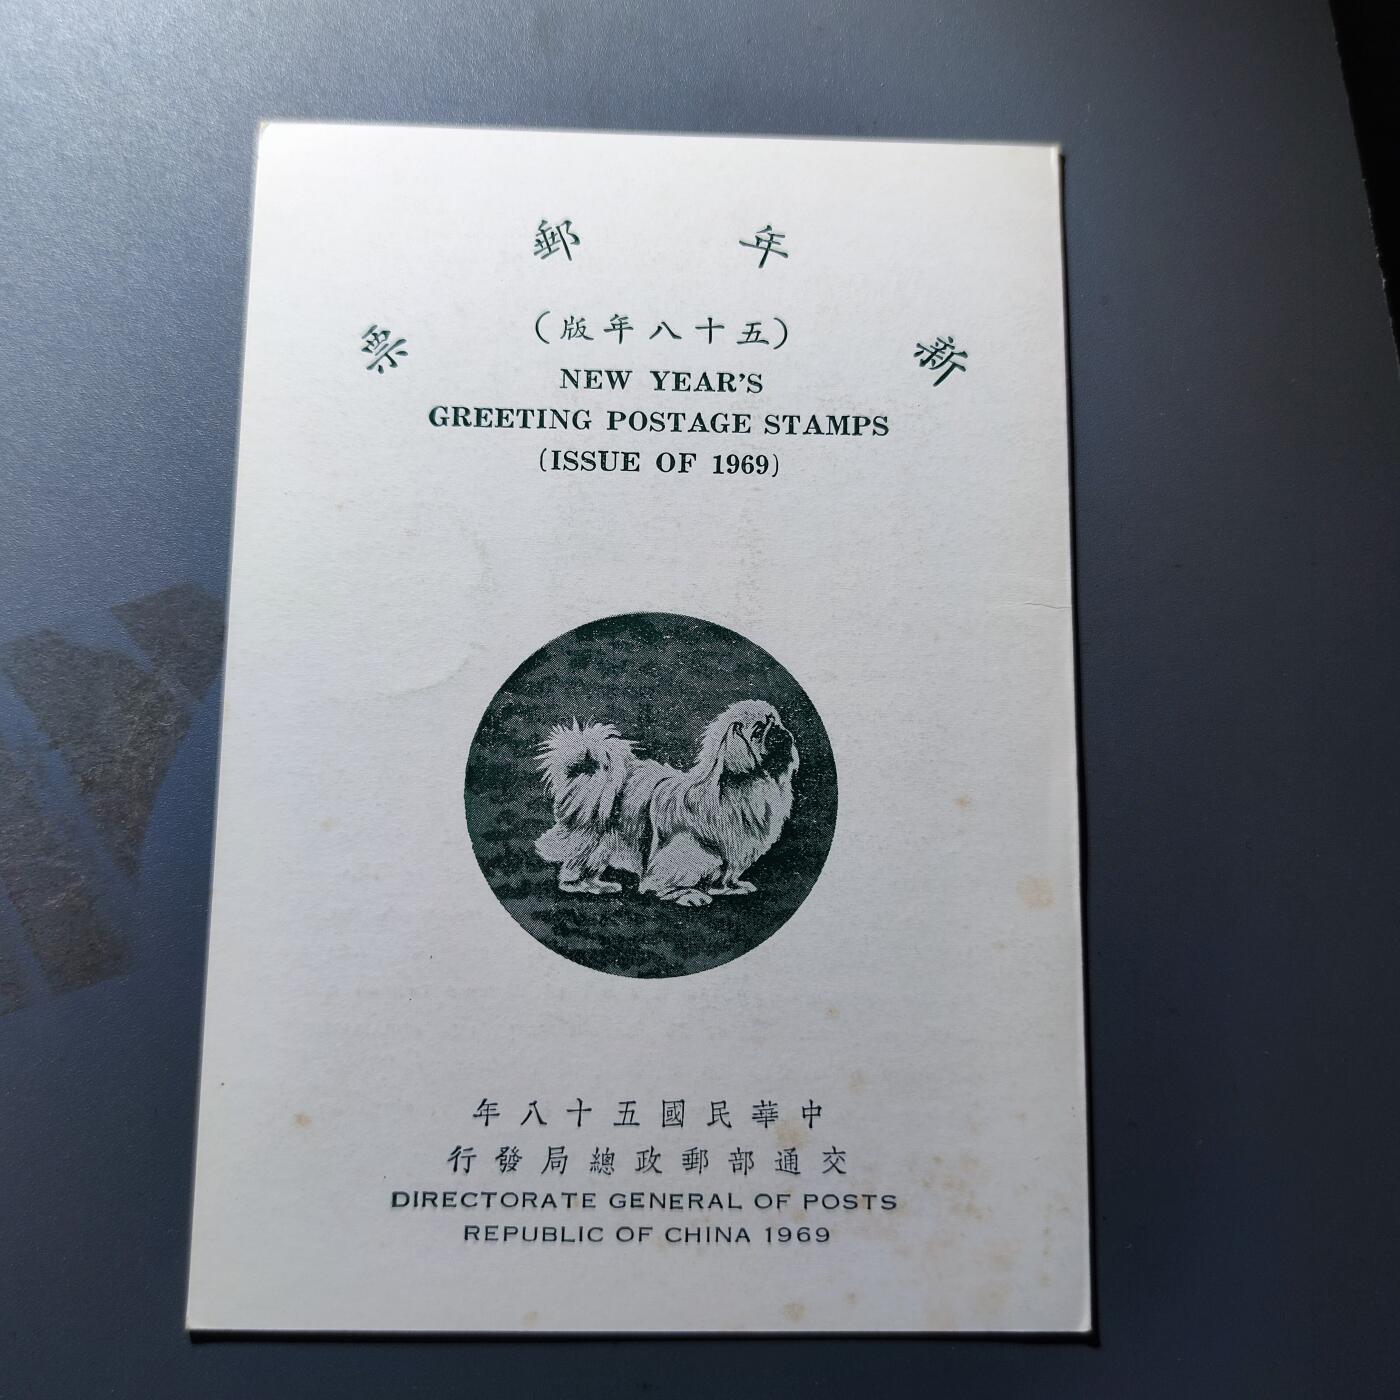 新年郵票
(五十八年版)
NEW YEAR'S
GREETING POSTAGE STAMPS
(ISSUE OF 1969)
中華民國五十八年
交通部郵政總局發行
DIRECTORATE GENERAL OF POSTS
REPUBLIC OF CHINA 1969